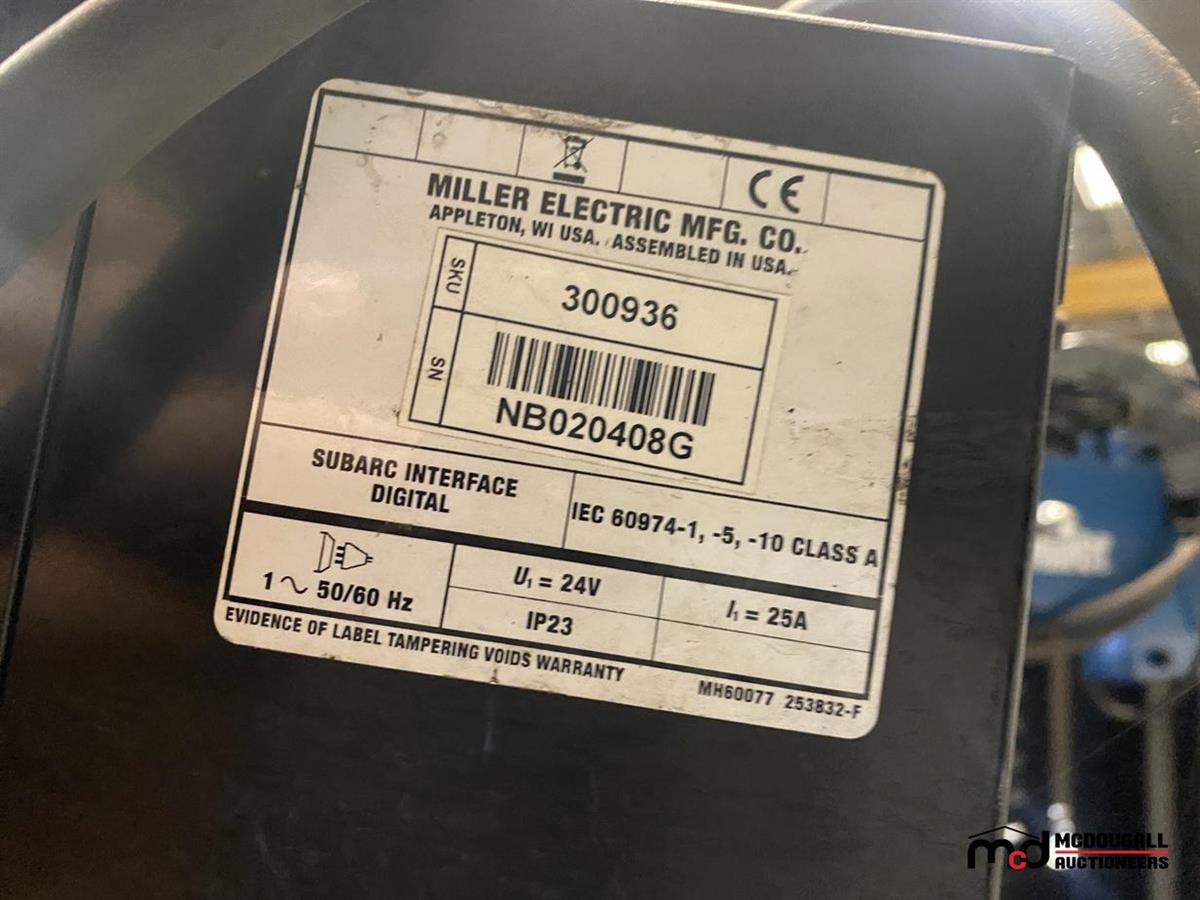 CE
MILLER ELECTRIC MFG. CO.
APPLETON, WI USA. ASSEMBLED IN USA.
SKU
300936
SN
NB020408G
SUBARC INTERFACE
DIGITAL
IEC 60974-1, -5, -10 CLASS A
1 ~ 50/60 Hz
U₁ = 24V
I₁ = 25A
IP23
EVIDENCE OF LABEL TAMPERING VOIDS WARRANTY
MH60077 253832-F
mcd
MCDOUGALL
AUCTIONEERS